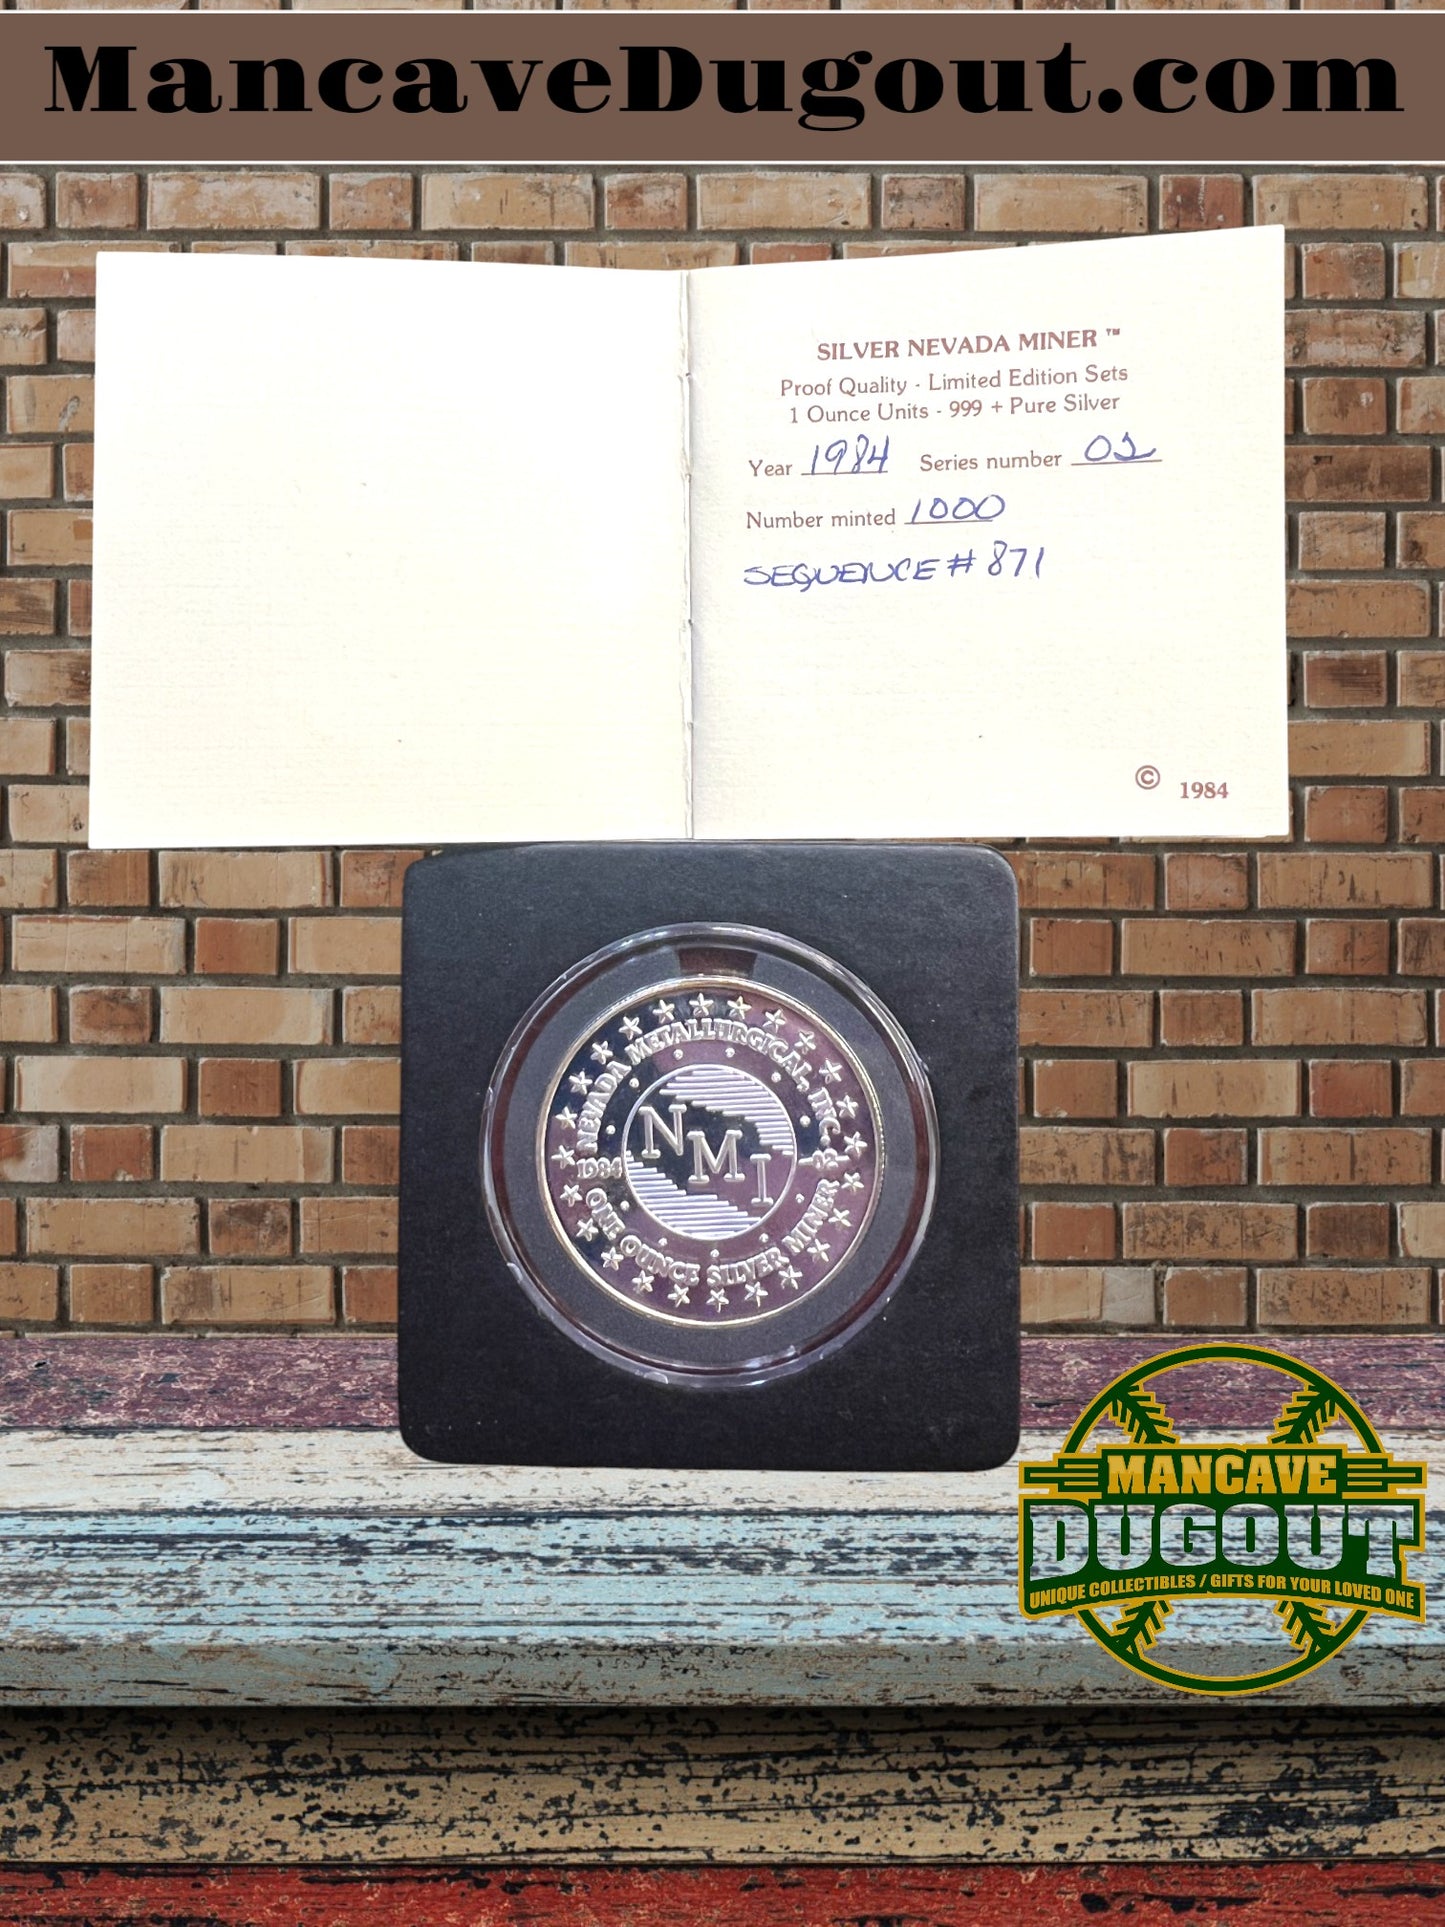 MancaveDugout.com
SILVER NEVADA MINER ™
Proof Quality - Limited Edition Sets
1 Ounce Units - 999 + Pure Silver
Year 1984 Series number 02
Number minted 1000
SEQUENCE # 871
© 1984
NEVADA METALLURGICAL, INC.
1984
NMI
ONE OUNCE SILVER MINER
MANCAVE
DUGOUT
UNIQUE COLLECTIBLES / GIFTS FOR YOUR LOVED ONE